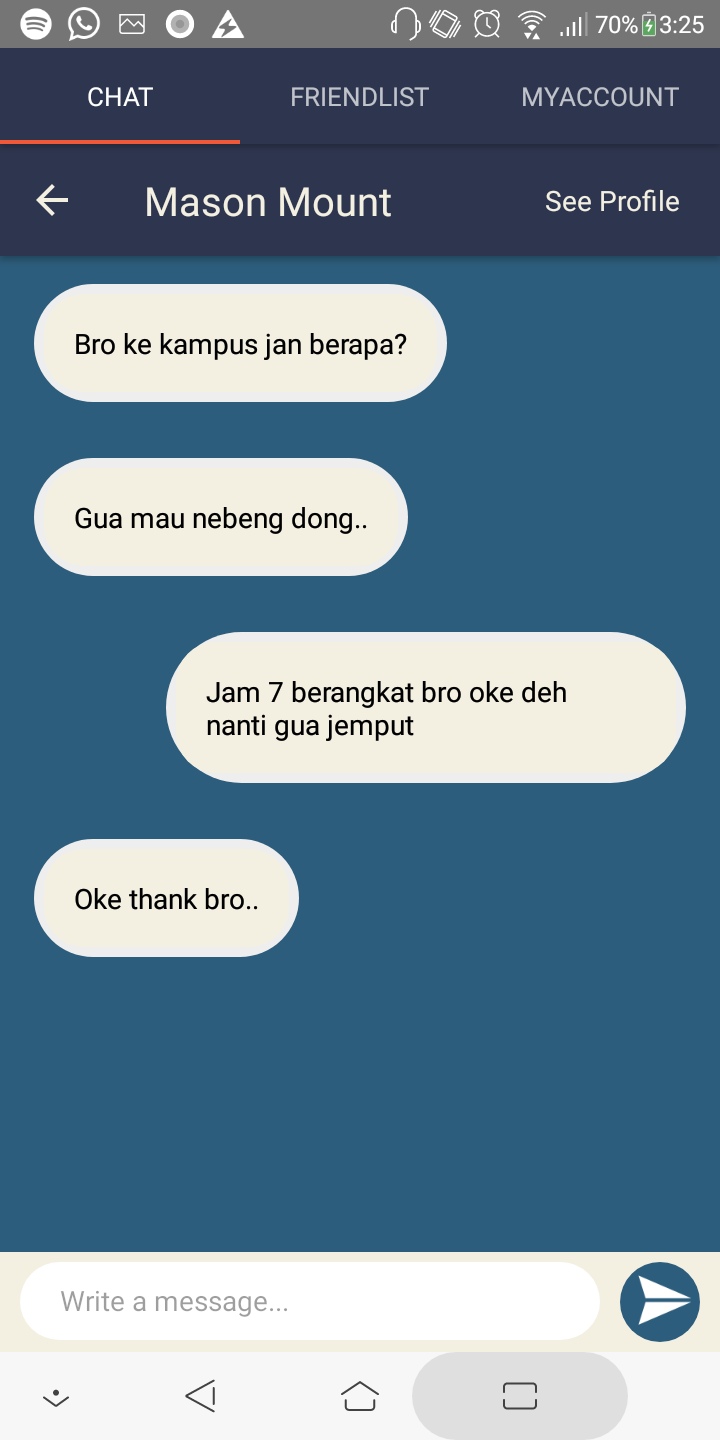 70% 3:25
CHAT FRIENDLIST MYACCOUNT
Mason Mount See Profile
Bro ke kampus jan berapa?
Gua mau nebeng dong..
Jam 7 berangkat bro oke deh
nanti gua jemput
Oke thank bro..
Write a message...